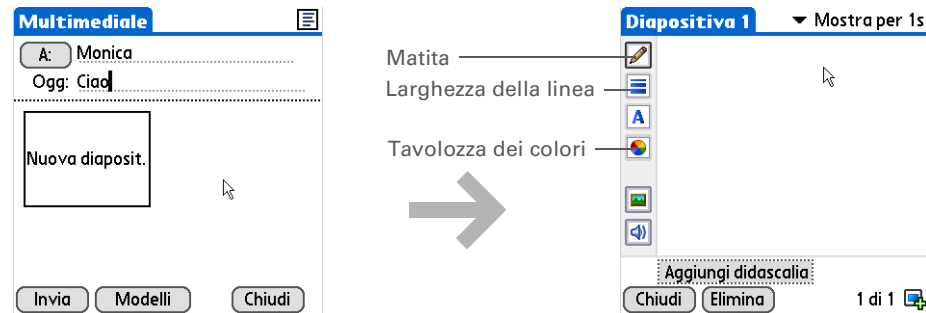 Multimediale
A: Monica
Ogg: Ciao
Nuova diaposit.
Invia Modelli Chiudi
Matita
Larghezza della linea
Tavolozza dei colori
Diapositiva 1 Mostra per 1s
A
Aggiungi didascalia
Chiudi Elimina 1 di 1